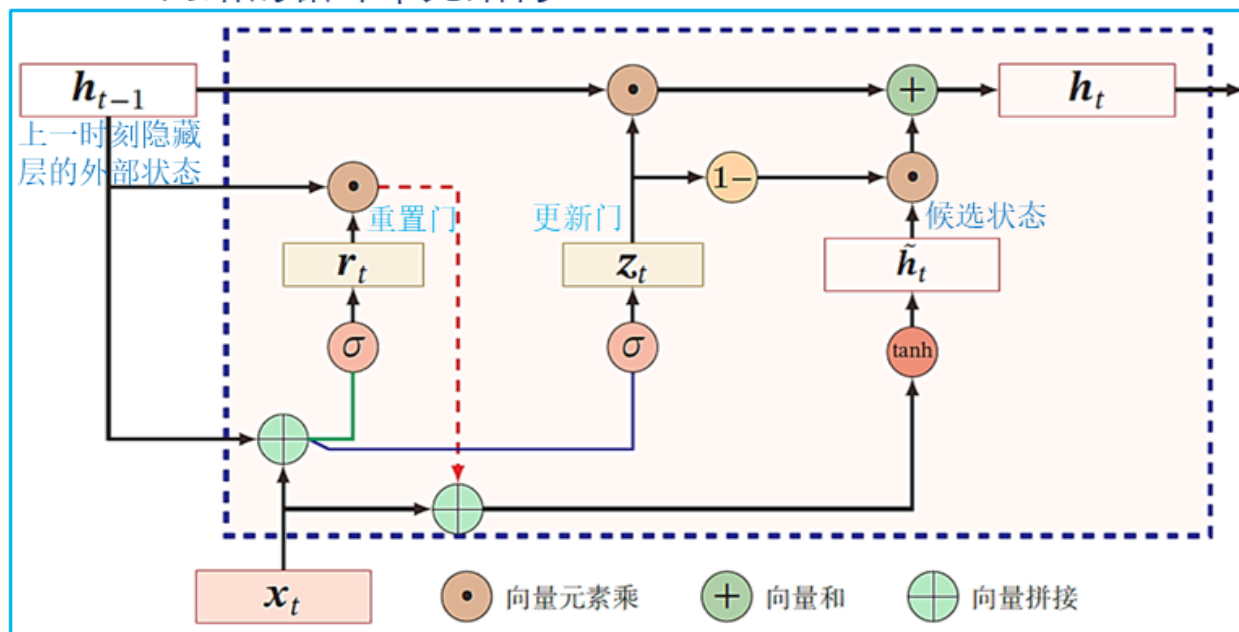 h_{t-1}
上一时刻隐藏
层的外部状态
h_t
1-
重置门
更新门
候选状态
r_t
z_t
h̃_t
σ
σ
tanh
x_t
向量元素乘
向量和
向量拼接